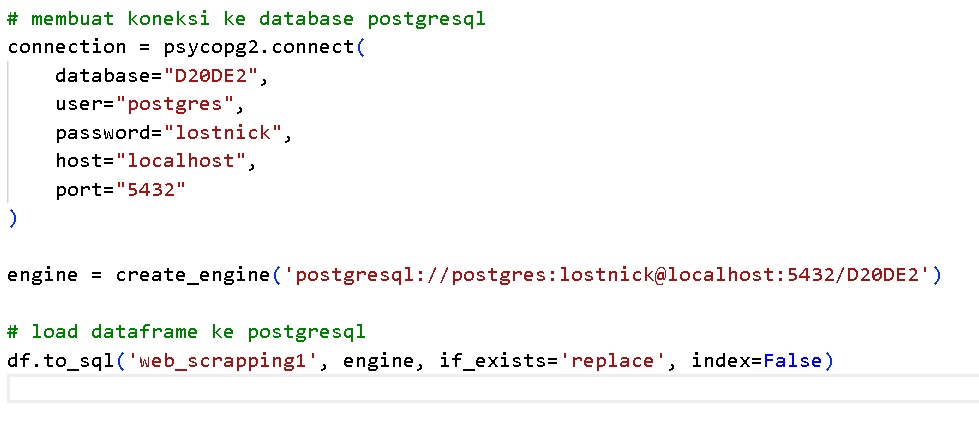 # membuat koneksi ke database postgresql
connection = psycopg2.connect(
    database="D20DE2",
    user="postgres",
    password="lostnick",
    host="localhost",
    port="5432"
)
engine = create_engine('postgresql://postgres:lostnick@localhost:5432/D20DE2')
# load dataframe ke postgresql
df.to_sql('web_scrapping1', engine, if_exists='replace', index=False)